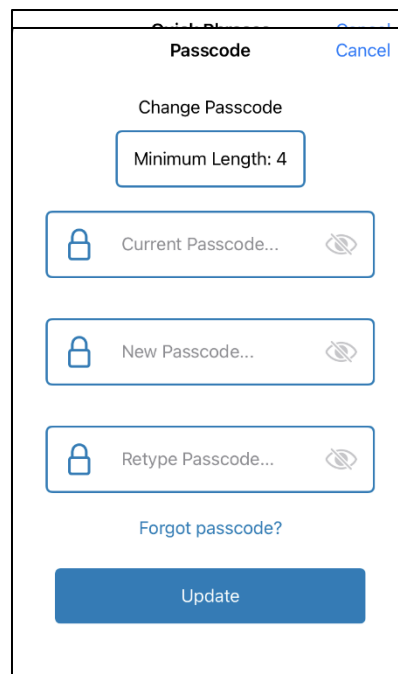 Passcode
Cancel
Change Passcode
Minimum Length: 4
Current Passcode...
New Passcode...
Retype Passcode...
Forgot passcode?
Update